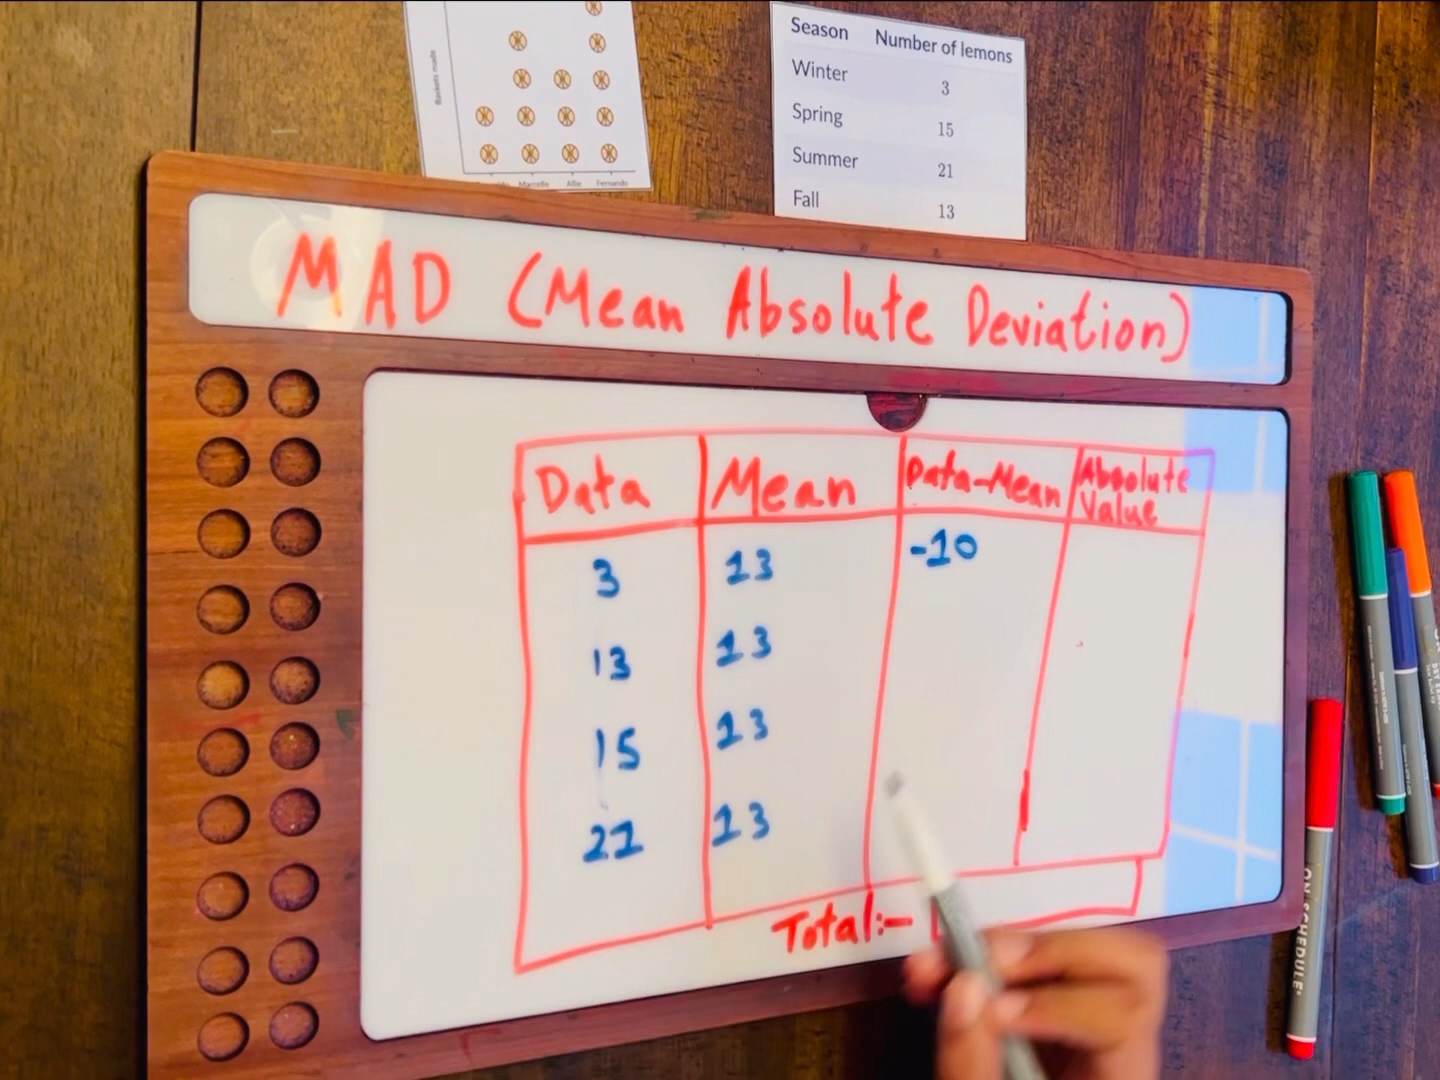 Baskets made
Marcello Allie Fernando
Season Number of lemons
Winter 3
Spring 15
Summer 21
Fall 13
MAD (Mean Absolute Deviation)
Data Mean Data-Mean Absolute Value
3 13 -10
13 13
15 13
21 13
Total:-
ON SCHEDULE